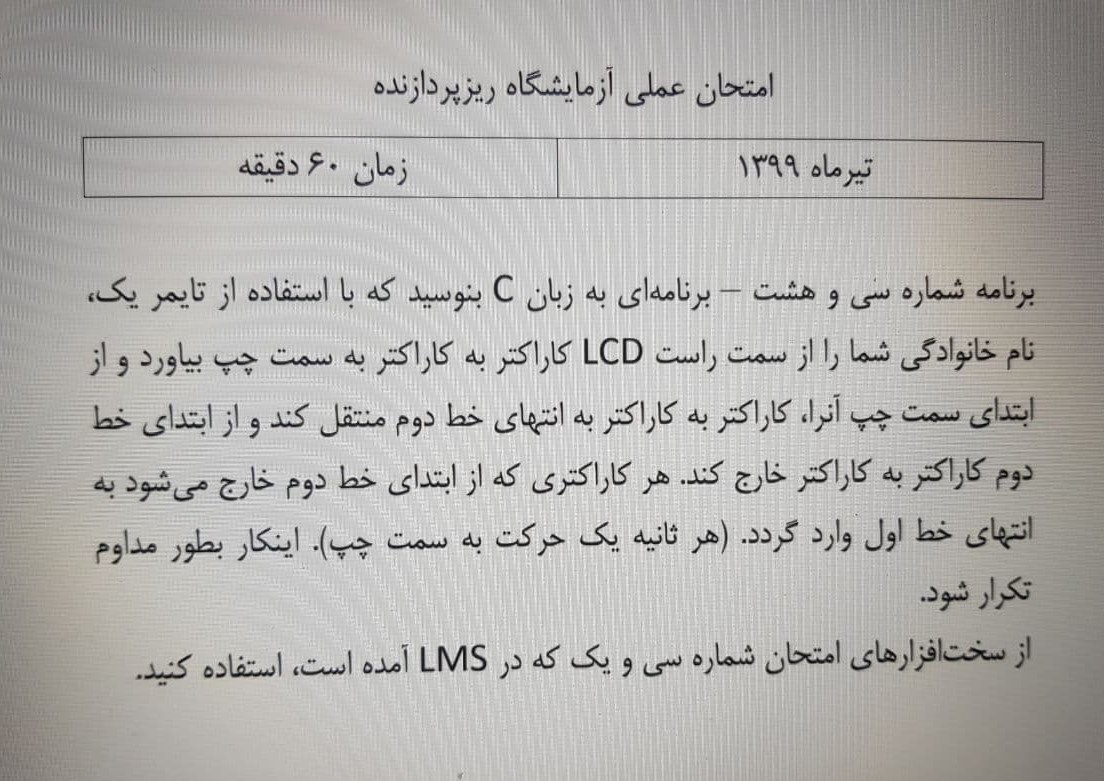 امتحان عملی آزمایشگاه ریزپردازنده
تیرماه ۱۳۹۹
زمان ۶۰ دقیقه
برنامه شماره سی و هشت – برنامه‌ای به زبان C بنوسید که با استفاده از تایمر یک،
نام خانوادگی شما را از سمت راست LCD کاراکتر به کاراکتر به سمت چپ بیاورد و از
ابتدای سمت چپ آنرا، کاراکتر به کاراکتر به انتهای خط دوم منتقل کند و از ابتدای خط
دوم کاراکتر به کاراکتر خارج کند. هر کاراکتری که از ابتدای خط دوم خارج می‌شود به
انتهای خط اول وارد گردد. (هر ثانیه یک حرکت به سمت چپ). اینکار بطور مداوم
تکرار شود.
از سخت‌افزارهای امتحان شماره سی و یک که در LMS آمده است، استفاده کنید.